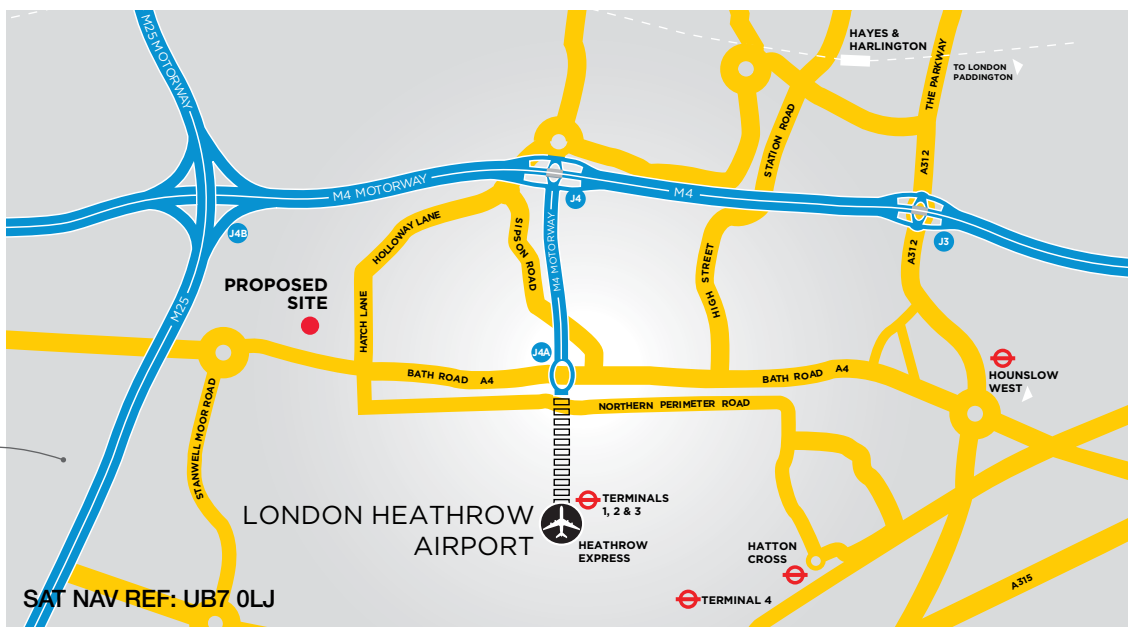 M25 MOTORWAY
HAYES &
HARLINGTON
TO LONDON
PADDINGTON
THE PARKWAY
STATION ROAD
A312
M4 MOTORWAY
M4
J4
J4B
J3
HOLLOWAY LANE
SIPSON ROAD
M4 MOTORWAY
HIGH STREET
A312
PROPOSED
SITE
M25
HATCH LANE
J4A
BATH ROAD A4
BATH ROAD A4
HOUNSLOW
WEST
NORTHERN PERIMETER ROAD
STANWELL MOOR ROAD
TERMINALS
1, 2 & 3
LONDON HEATHROW
AIRPORT
HEATHROW
EXPRESS
HATTON
CROSS
TERMINAL 4
A315
SAT NAV REF: UB7 0LJ